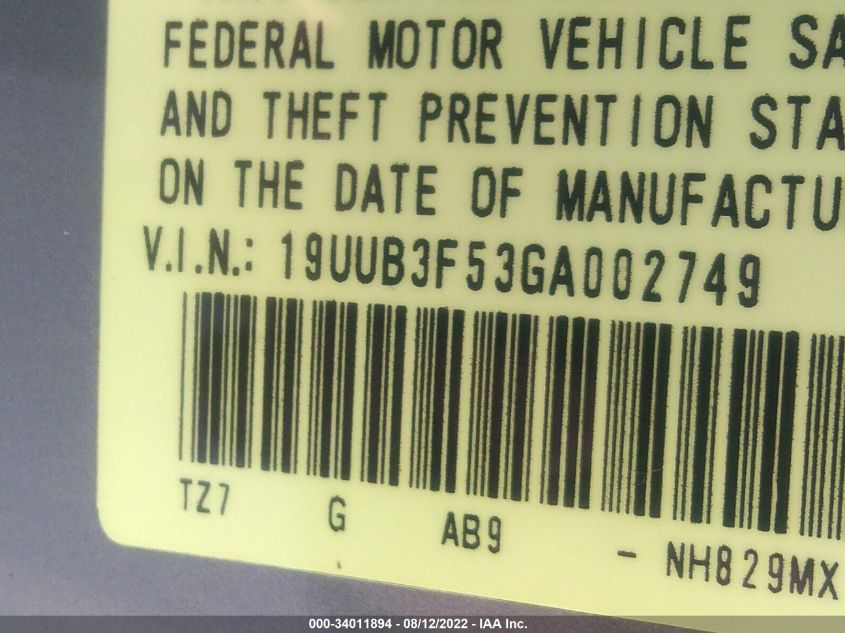 FEDERAL MOTOR VEHICLE SA
AND THEFT PREVENTION STA
ON THE DATE OF MANUFACTU
V.I.N.: 19UUB3F53GA002749
TZ7 G AB9 - NH829MX
000-34011894 - 08/12/2022 - IAA Inc.